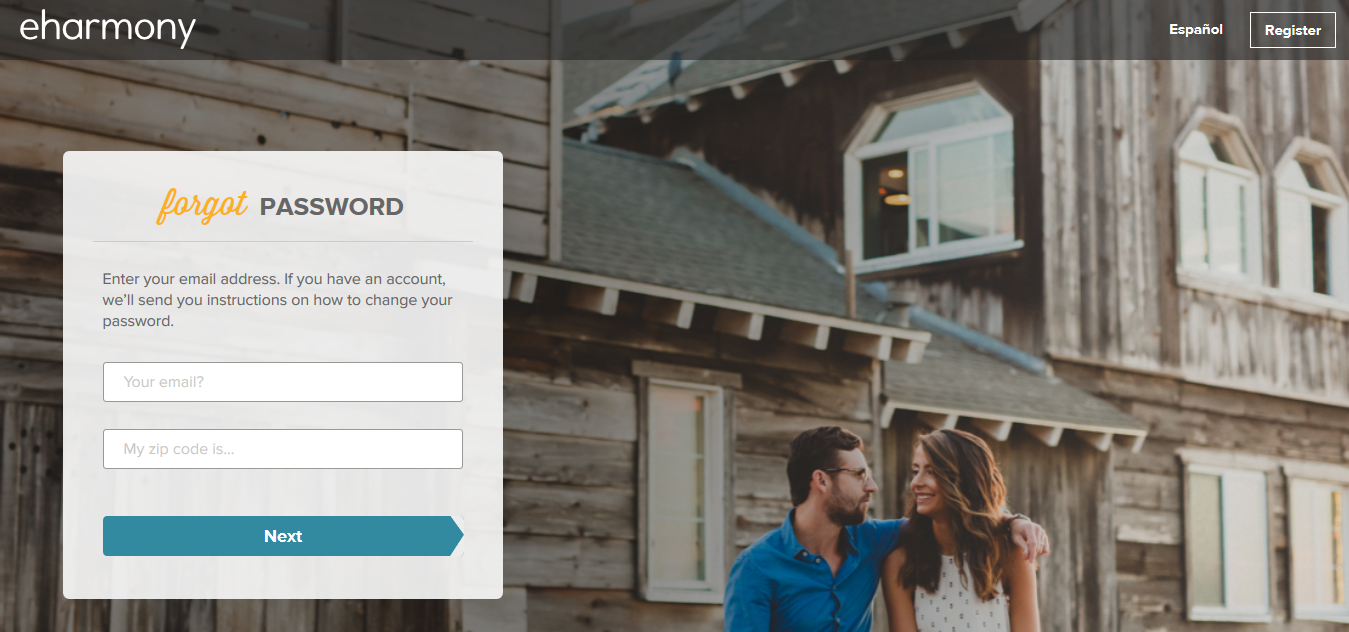 eharmony
Español
Register
forgot PASSWORD
Enter your email address. If you have an account,
we’ll send you instructions on how to change your
password.
Your email?
My zip code is...
Next